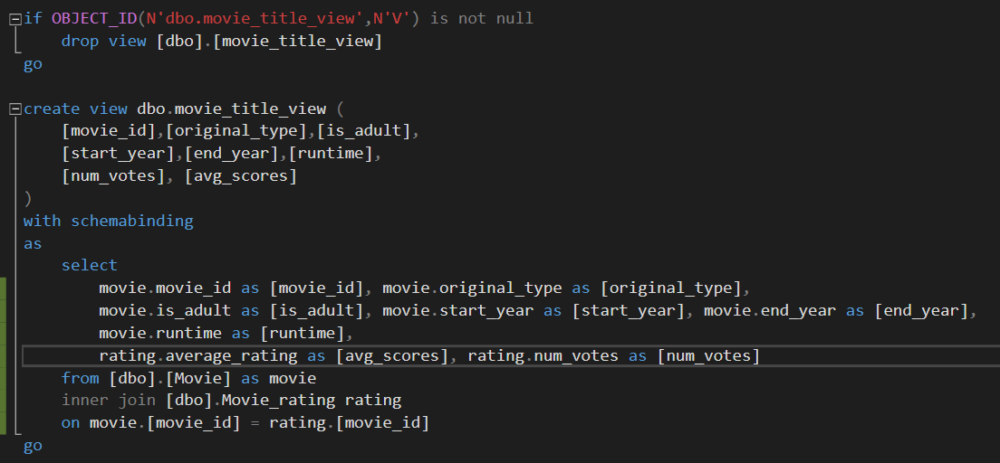 if OBJECT_ID(N'dbo.movie_title_view',N'V') is not null
drop view [dbo].[movie_title_view]
go
create view dbo.movie_title_view (
[movie_id],[original_type],[is_adult],
[start_year],[end_year],[runtime],
[num_votes], [avg_scores]
)
with schemabinding
as
select
movie.movie_id as [movie_id], movie.original_type as [original_type],
movie.is_adult as [is_adult], movie.start_year as [start_year], movie.end_year as [end_year],
movie.runtime as [runtime],
rating.average_rating as [avg_scores], rating.num_votes as [num_votes]
from [dbo].[Movie] as movie
inner join [dbo].Movie_rating rating
on movie.[movie_id] = rating.[movie_id]
go